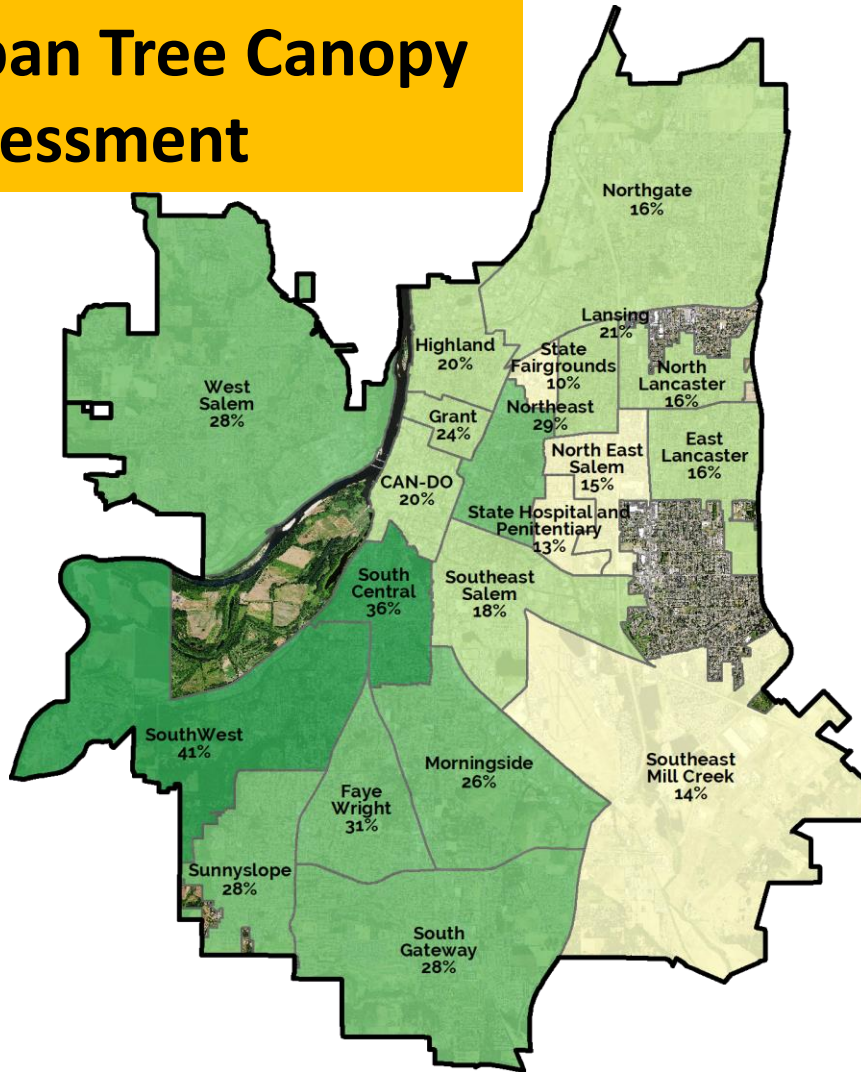 ban Tree Canopy
essment
Northgate
16%
Lansing
21%
Highland
20%
State
Fairgrounds
10%
North
Lancaster
16%
West
Salem
28%
Grant
24%
Northeast
29%
North East
Salem
15%
East
Lancaster
16%
CAN-DO
20%
State Hospital and
Penitentiary
13%
South
Central
36%
Southeast
Salem
18%
SouthWest
41%
Morningside
26%
Southeast
Mill Creek
14%
Faye
Wright
31%
Sunnyslope
28%
South
Gateway
28%